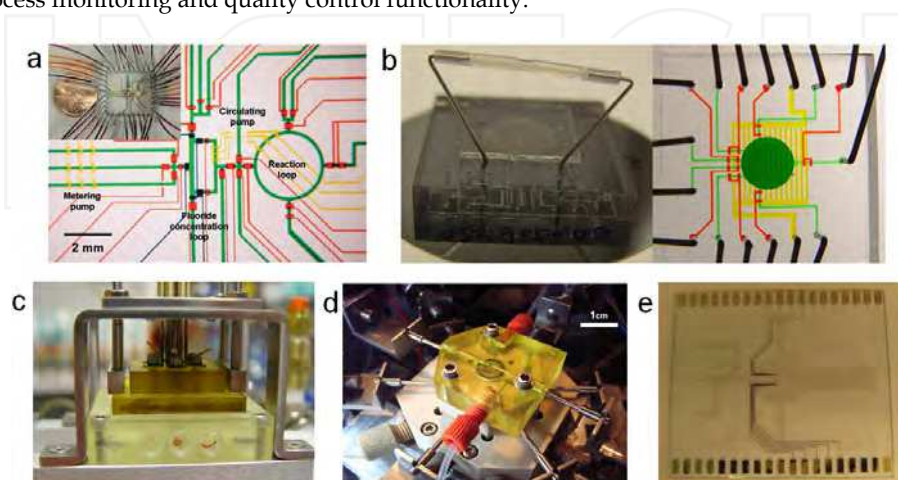 ocess monitoring and quality control functionality.
a
b
Circulating
pump
Reaction
loop
Metering
pump
Fluoride
concentration
loop
2 mm
c
d
1cm
e